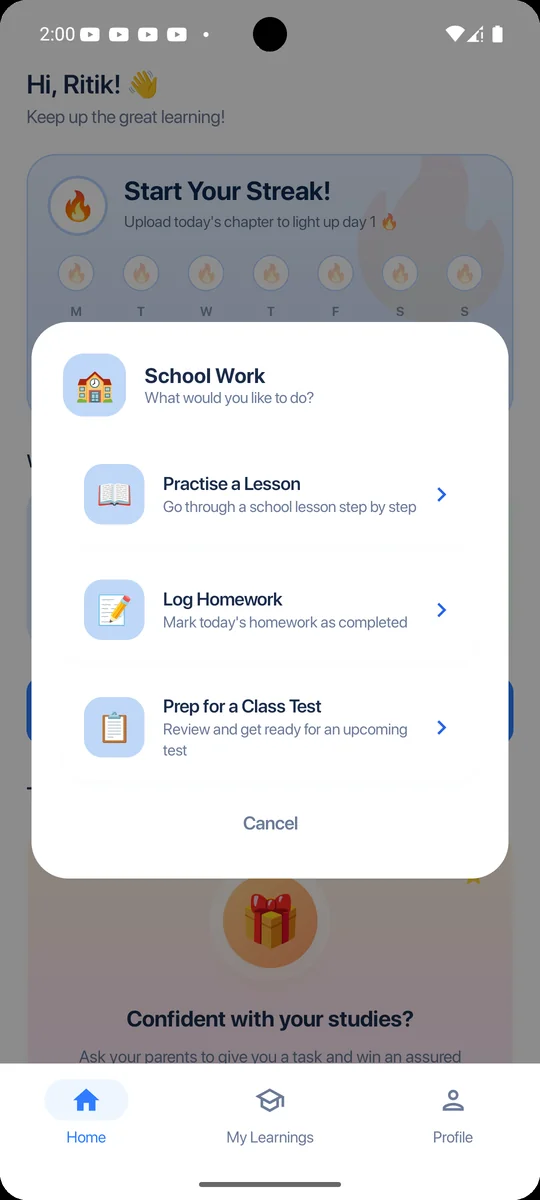 2:00
Hi, Ritik! 👋
Keep up the great learning!
Start Your Streak!
Upload today's chapter to light up day 1 🔥
M T W T F S S
School Work
What would you like to do?
Practise a Lesson
Go through a school lesson step by step
Log Homework
Mark today's homework as completed
Prep for a Class Test
Review and get ready for an upcoming
test
Cancel
Confident with your studies?
Ask your parents to give you a task and win an assured
Home My Learnings Profile